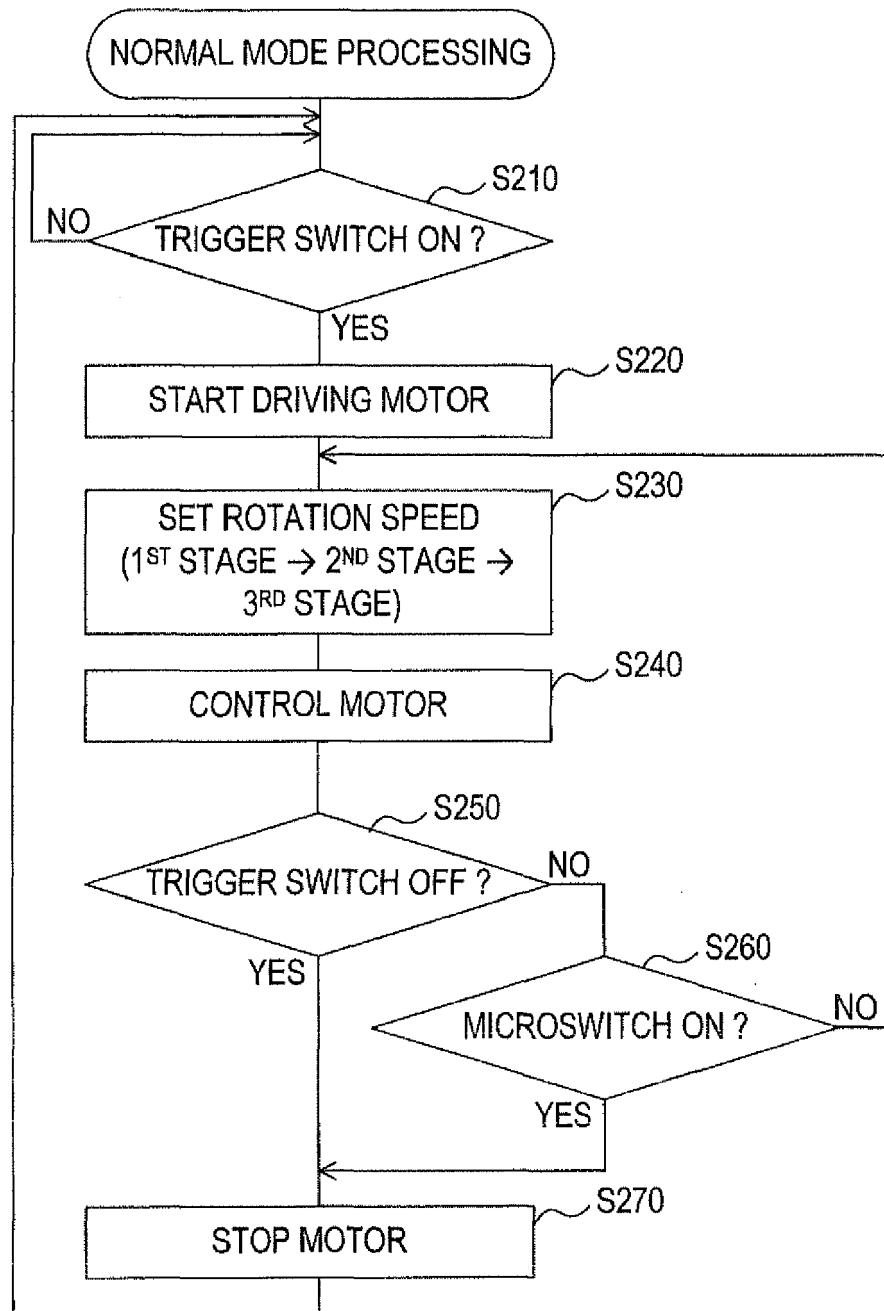 NORMAL MODE PROCESSING
S210
NO
TRIGGER SWITCH ON ?
YES
S220
START DRIVING MOTOR
S230
SET ROTATION SPEED
(1ST STAGE → 2ND STAGE →
3RD STAGE)
S240
CONTROL MOTOR
S250
TRIGGER SWITCH OFF ?
NO
YES
S260
MICROSWITCH ON ?
NO
YES
S270
STOP MOTOR